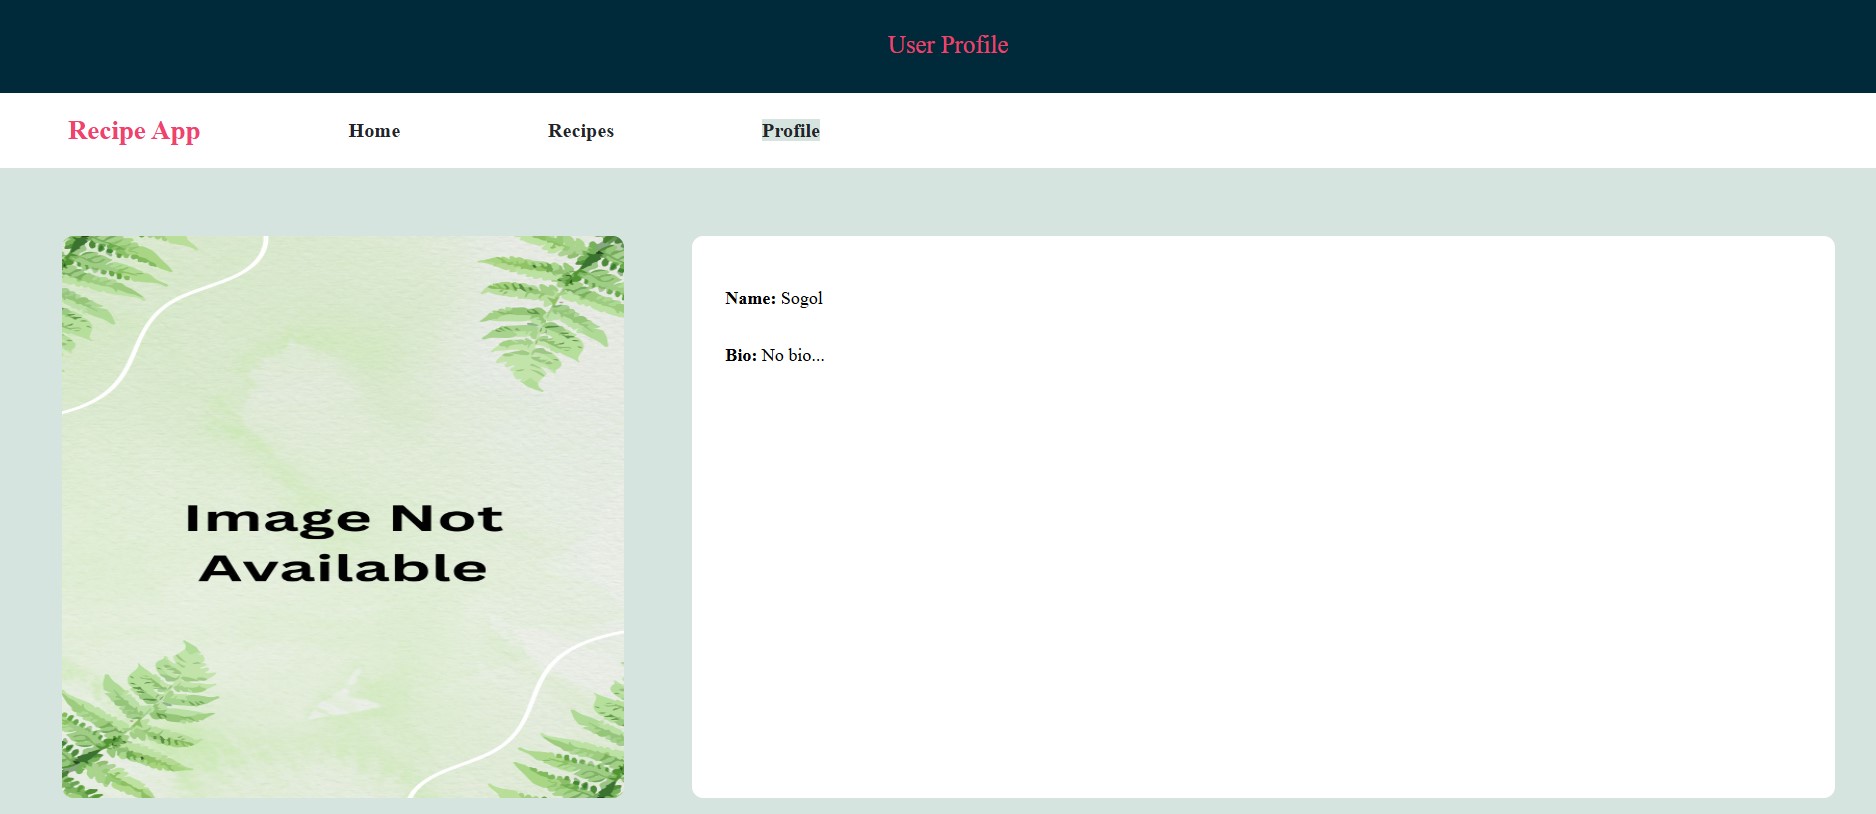 User Profile
Recipe App Home Recipes Profile
Name: Sogol
Bio: No bio...
Image Not
Available